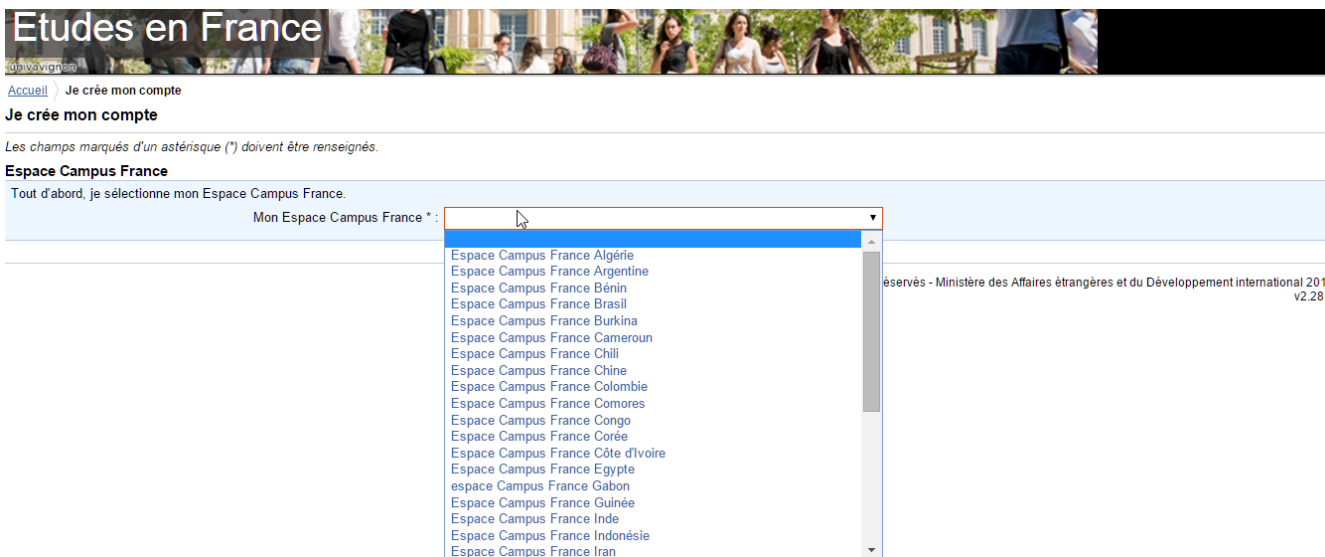 Etudes en France
univavignon
Accueil Je crée mon compte
Je crée mon compte
Les champs marqués d'un astérisque (*) doivent être renseignés.
Espace Campus France
Tout d'abord, je sélectionne mon Espace Campus France.
Mon Espace Campus France * :
Espace Campus France Algérie
Espace Campus France Argentine
Espace Campus France Bénin
Espace Campus France Brasil
Espace Campus France Burkina
Espace Campus France Cameroun
Espace Campus France Chili
Espace Campus France Chine
Espace Campus France Colombie
Espace Campus France Comores
Espace Campus France Congo
Espace Campus France Corée
Espace Campus France Côte d'Ivoire
Espace Campus France Egypte
espace Campus France Gabon
Espace Campus France Guinée
Espace Campus France Inde
Espace Campus France Indonésie
Espace Campus France Iran
éservés - Ministère des Affaires étrangères et du Développement international 201
v2.28